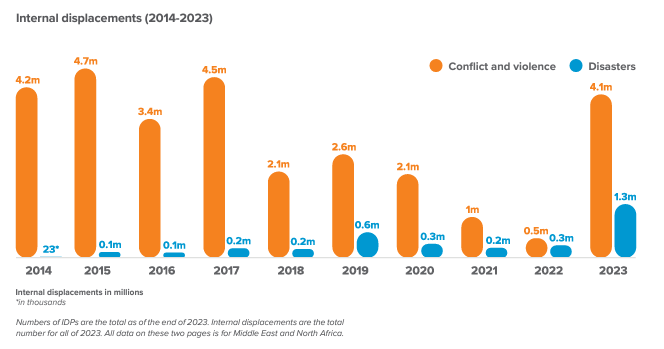 Internal displacements (2014-2023)
Conflict and violence Disasters
4.2m 23*
4.7m 0.1m
3.4m 0.1m
4.5m 0.2m
2.1m 0.2m
2.6m 0.6m
2.1m 0.3m
1m 0.2m
0.5m 0.3m
4.1m 1.3m
2014 2015 2016 2017 2018 2019 2020 2021 2022 2023
Internal displacements in millions
*in thousands
Numbers of IDPs are the total as of the end of 2023. Internal displacements are the total
number for all of 2023. All data on these two pages is for Middle East and North Africa.